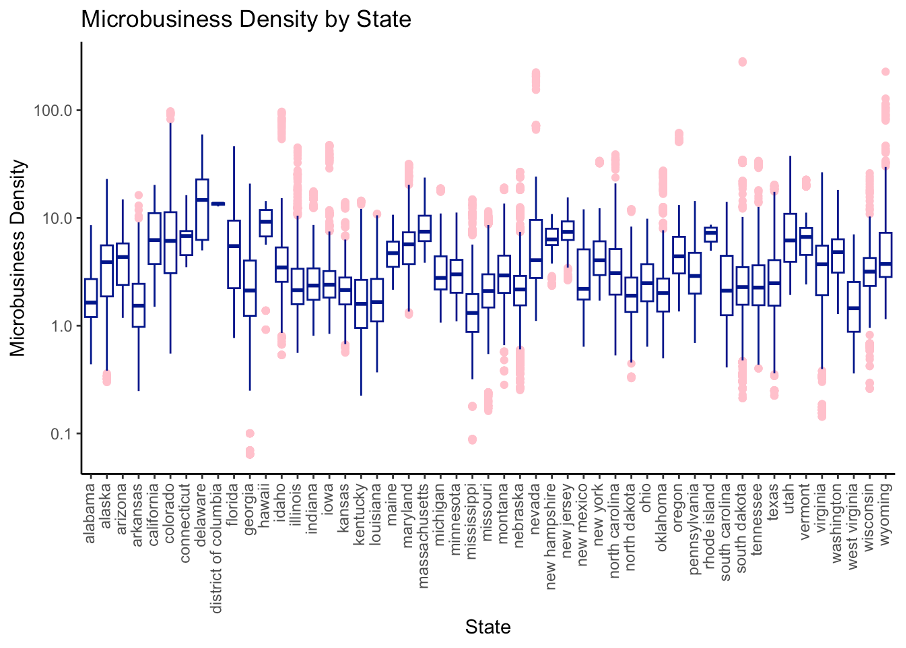 Microbusiness Density by State
Microbusiness Density
100.0
10.0
1.0
0.1
alabama
alaska
arizona
arkansas
california
colorado
connecticut
delaware
district of columbia
florida
georgia
hawaii
idaho
illinois
indiana
iowa
kansas
kentucky
louisiana
maine
maryland
massachusetts
michigan
minnesota
mississippi
missouri
montana
nebraska
nevada
new hampshire
new jersey
new mexico
new york
north carolina
north dakota
ohio
oklahoma
oregon
pennsylvania
rhode island
south carolina
south dakota
tennessee
texas
utah
vermont
virginia
washington
west virginia
wisconsin
wyoming
State